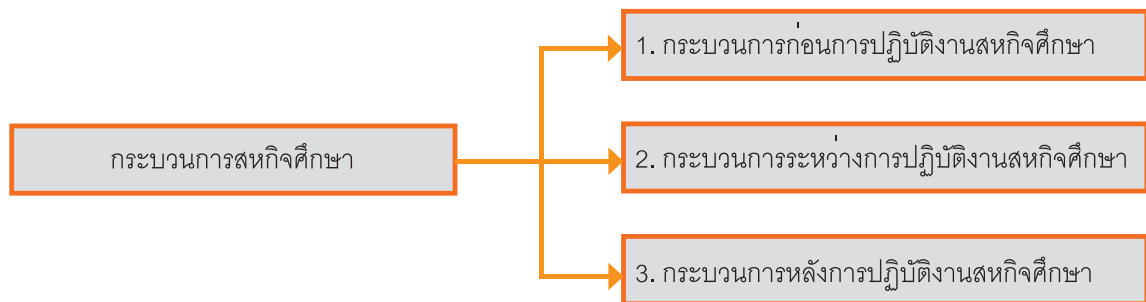 กระบวนการสหกิจศึกษา
1. กระบวนการก่อนการปฏิบัติงานสหกิจศึกษา
2. กระบวนการระหว่างการปฏิบัติงานสหกิจศึกษา
3. กระบวนการหลังการปฏิบัติงานสหกิจศึกษา